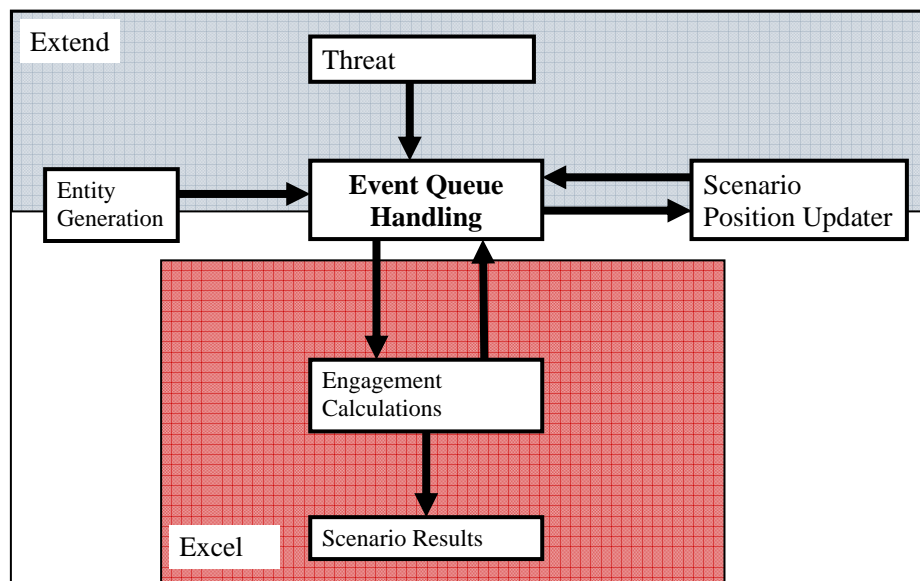 Extend
Threat
Entity
Generation
Event Queue
Handling
Scenario
Position Updater
Engagement
Calculations
Scenario Results
Excel